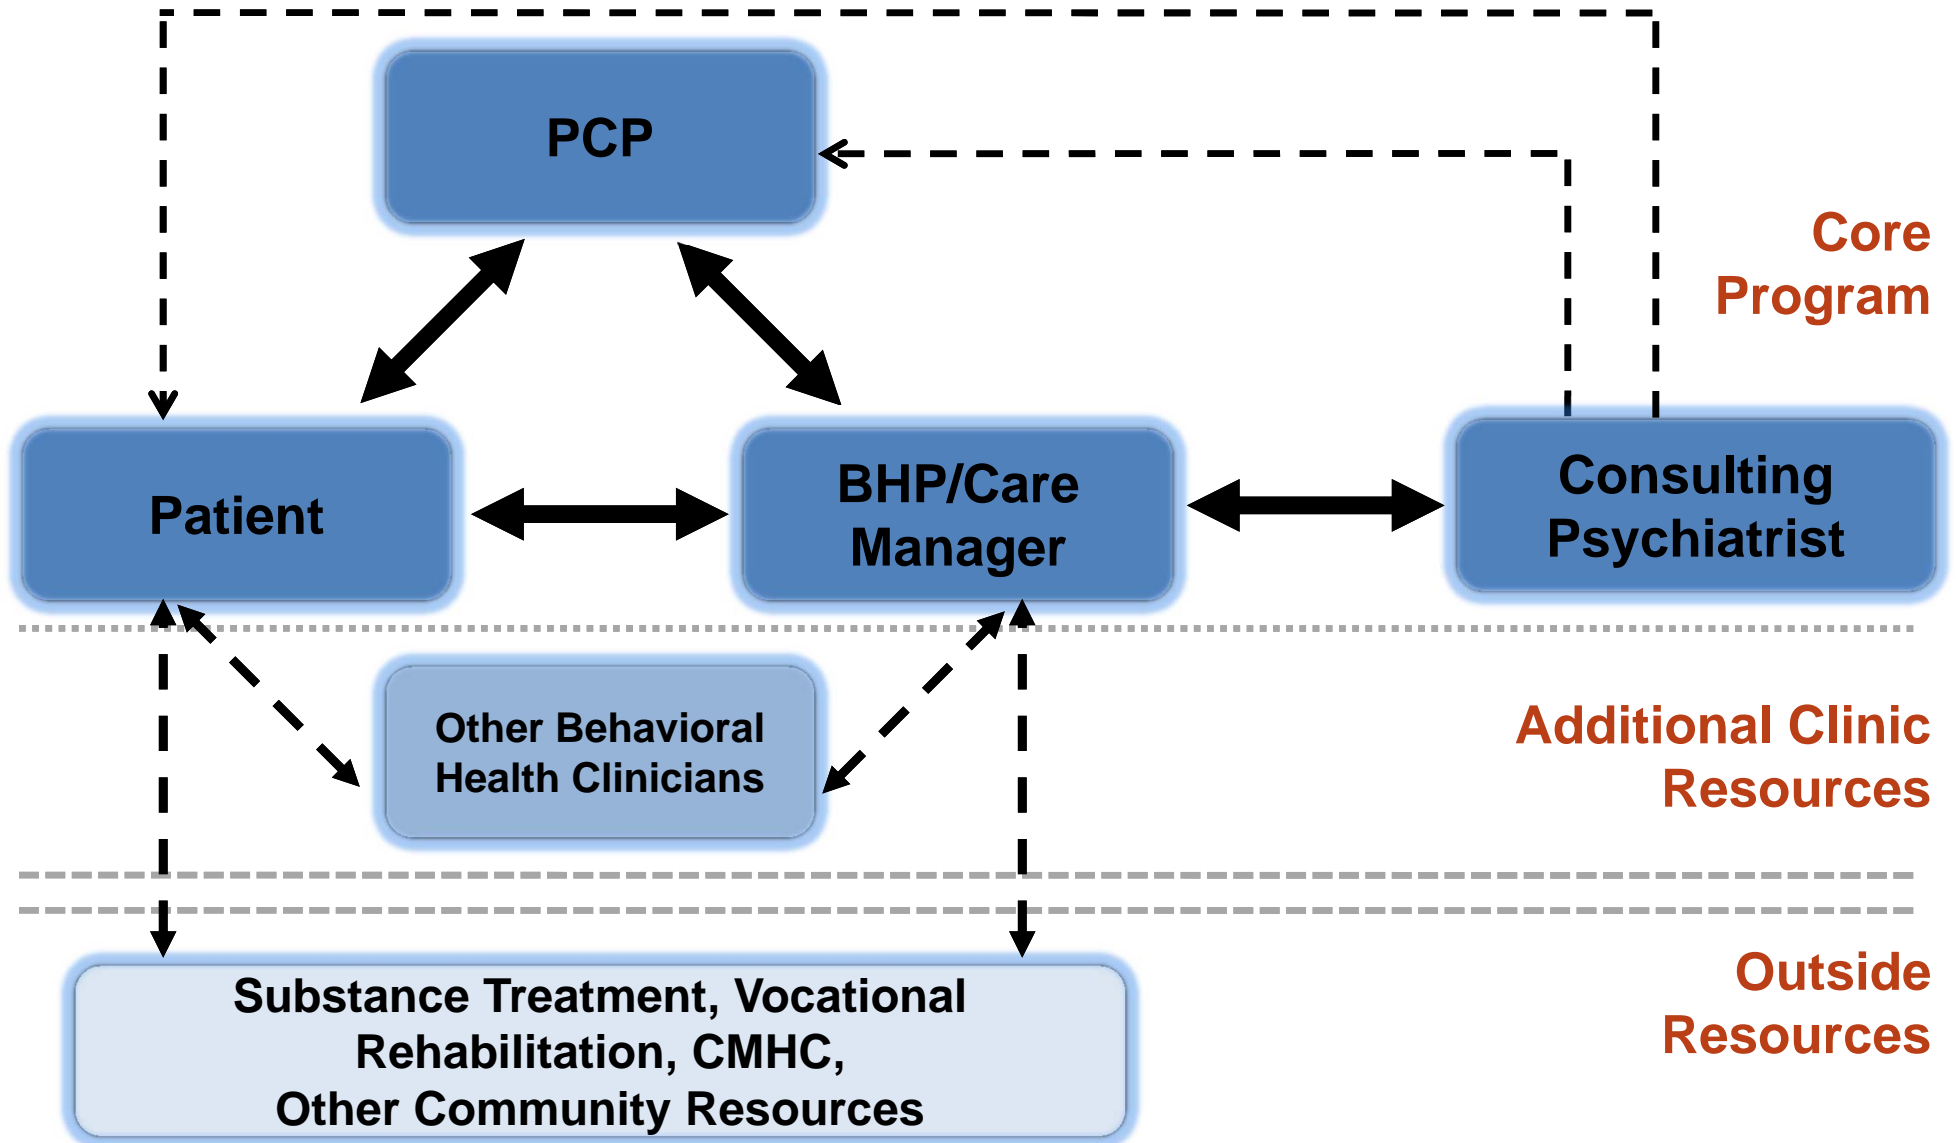 PCP
Core
Program
Patient
BHP/Care
Manager
Consulting
Psychiatrist
Other Behavioral
Health Clinicians
Additional Clinic
Resources
Substance Treatment, Vocational
Rehabilitation, CMHC,
Other Community Resources
Outside
Resources